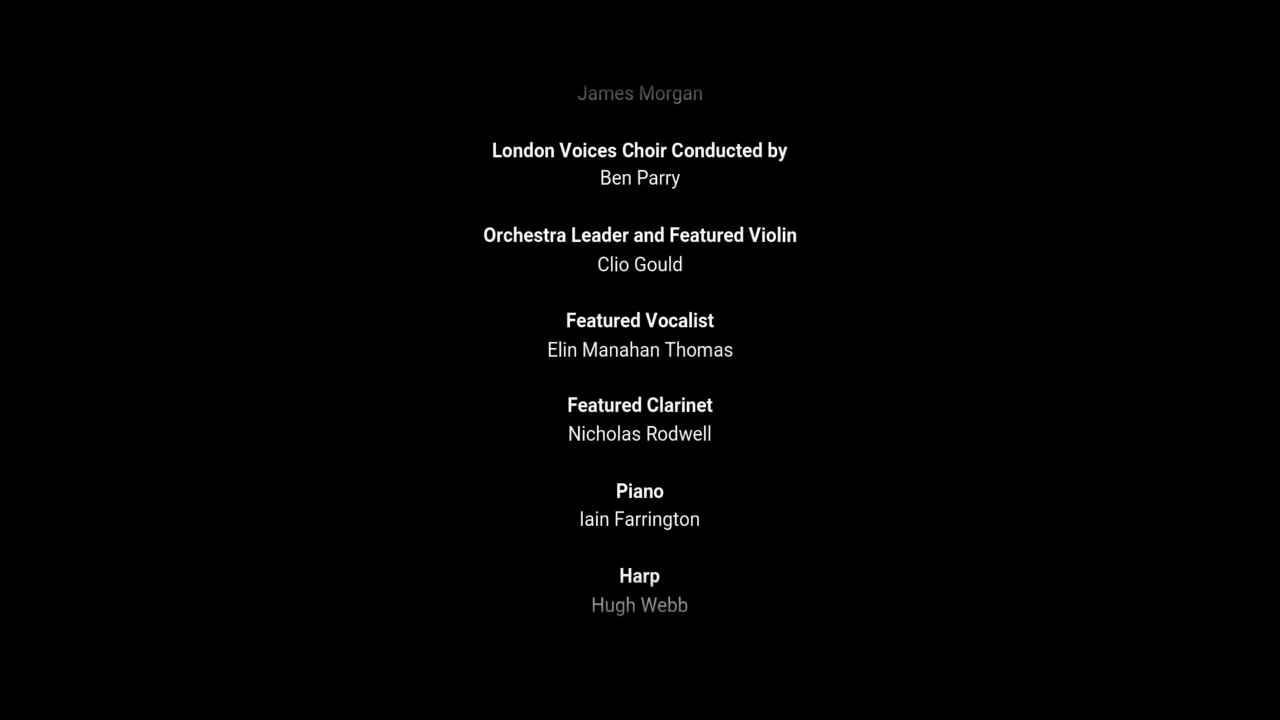 James Morgan
London Voices Choir Conducted by
Ben Parry
Orchestra Leader and Featured Violin
Clio Gould
Featured Vocalist
Elin Manahan Thomas
Featured Clarinet
Nicholas Rodwell
Piano
Iain Farrington
Harp
Hugh Webb